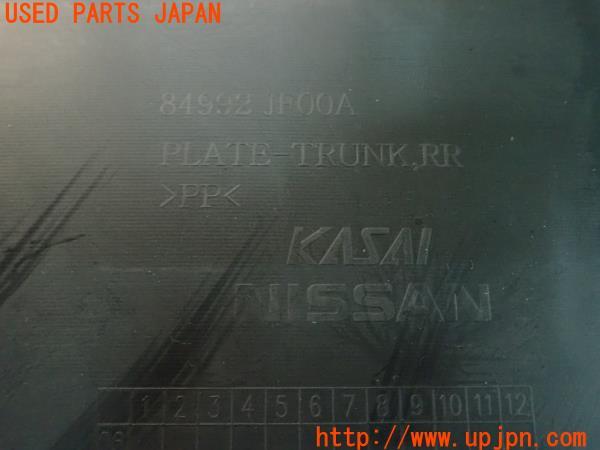 USED PARTS JAPAN
84992 JF00A
PLATE-TRUNK,RR
>PP<
KASAI
NISSAN
1 2 3 4 5 6 7 8 9 10 11 12
http://www.upjpn.com/